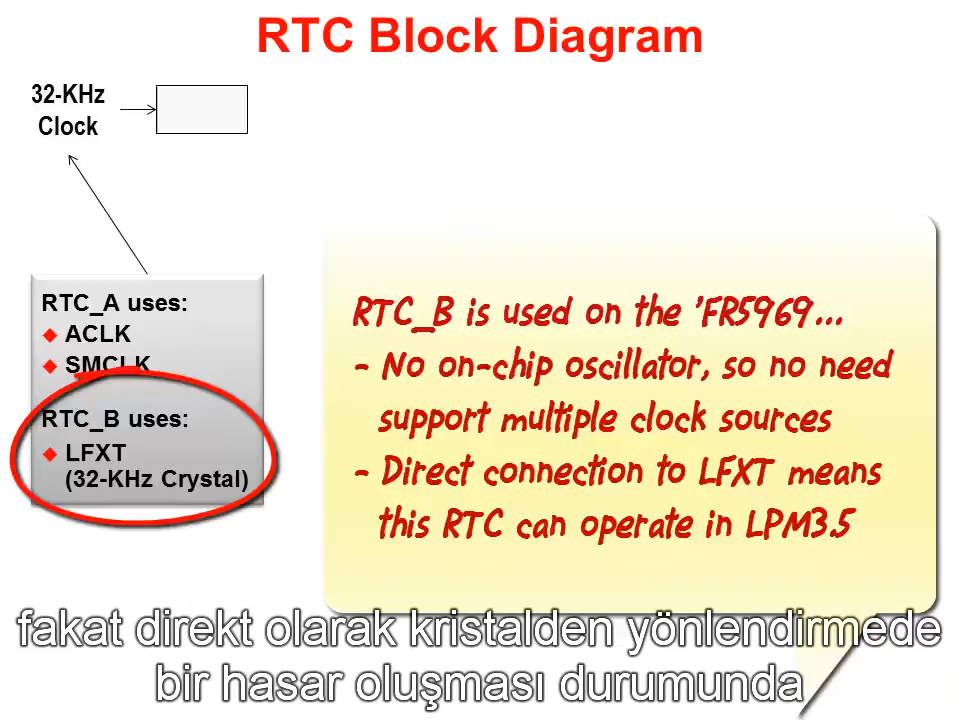 RTC Block Diagram
32-KHz
Clock
RTC_A uses:
ACLK
SMCLK
RTC_B uses:
LFXT
(32-KHz Crystal)
RTC_B is used on the 'FR5969...
- No on-chip oscillator, so no need
support multiple clock sources
- Direct connection to LFXT means
this RTC can operate in LPM3.5
fakat direkt olarak kristalden yönlendirmede
bir hasar oluşması durumunda